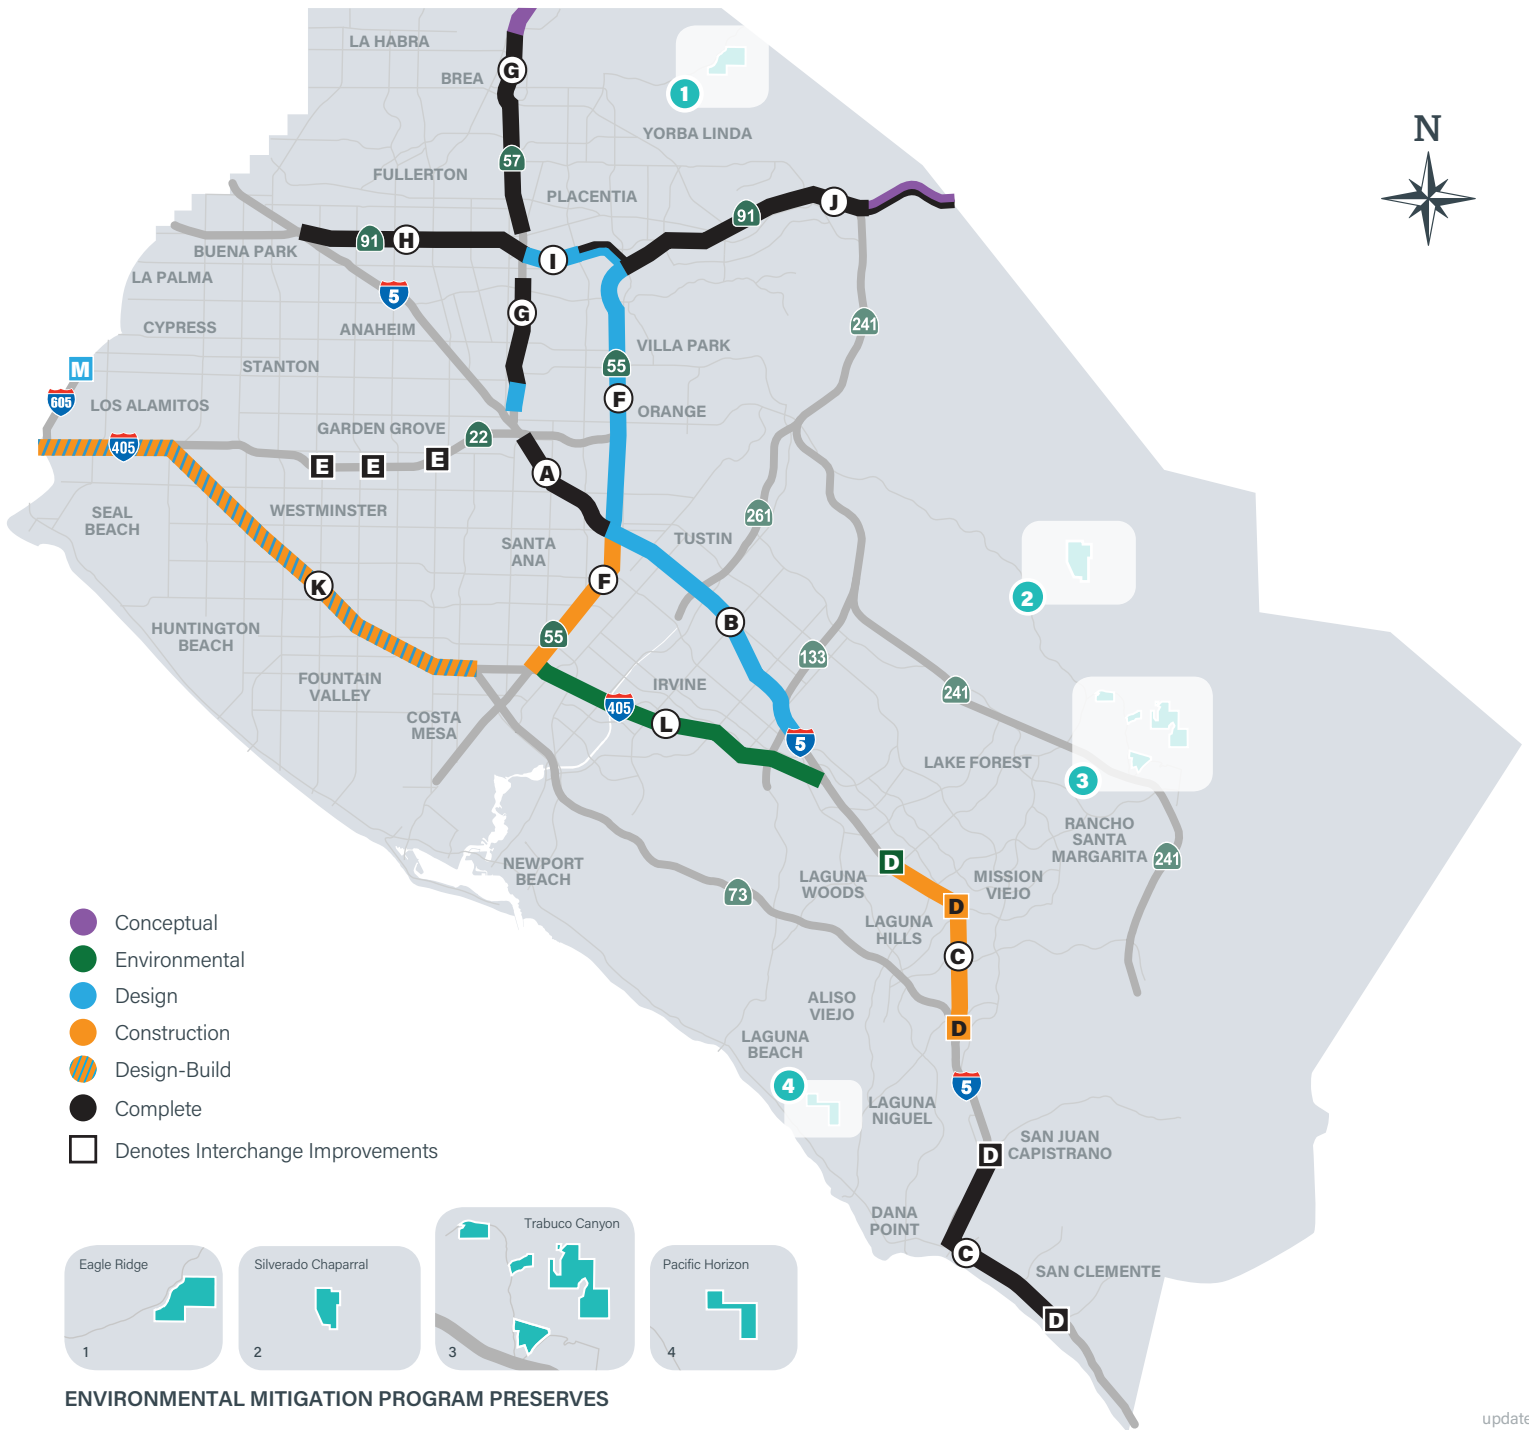 LA HABRA
G
BREA
1
YORBA LINDA
N
57
FULLERTON
PLACENTIA
J
91
91
H
I
BUENA PARK
LA PALMA
5
G
CYPRESS
ANAHEIM
241
VILLA PARK
STANTON
55
M
605
LOS ALAMITOS
F
ORANGE
GARDEN GROVE
22
405
E
E
E
A
WESTMINSTER
SEAL
BEACH
261
TUSTIN
SANTA
ANA
K
F
2
B
HUNTINGTON
BEACH
55
133
FOUNTAIN
VALLEY
IRVINE
241
405
L
COSTA
MESA
5
LAKE FOREST
3
RANCHO
SANTA
MARGARITA
241
D
NEWPORT
BEACH
LAGUNA
WOODS
MISSION
VIEJO
73
D
LAGUNA
HILLS
C
ALISO
VIEJO
D
LAGUNA
BEACH
4
5
LAGUNA
NIGUEL
D
SAN JUAN
CAPISTRANO
DANA
POINT
C
SAN CLEMENTE
D
Conceptual
Environmental
Design
Construction
Design-Build
Complete
Denotes Interchange Improvements
Eagle Ridge
1
Silverado Chaparral
2
Trabuco Canyon
3
Pacific Horizon
4
ENVIRONMENTAL MITIGATION PROGRAM PRESERVES
update